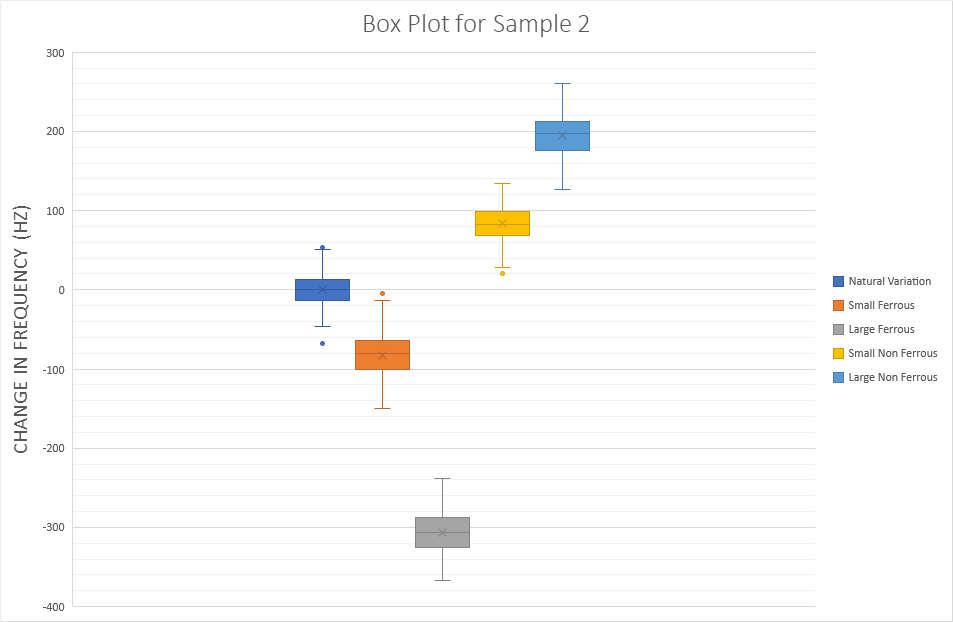 Box Plot for Sample 2
CHANGE IN FREQUENCY (HZ)
300
200
100
0
-100
-200
-300
-400
Natural Variation
Small Ferrous
Large Ferrous
Small Non Ferrous
Large Non Ferrous